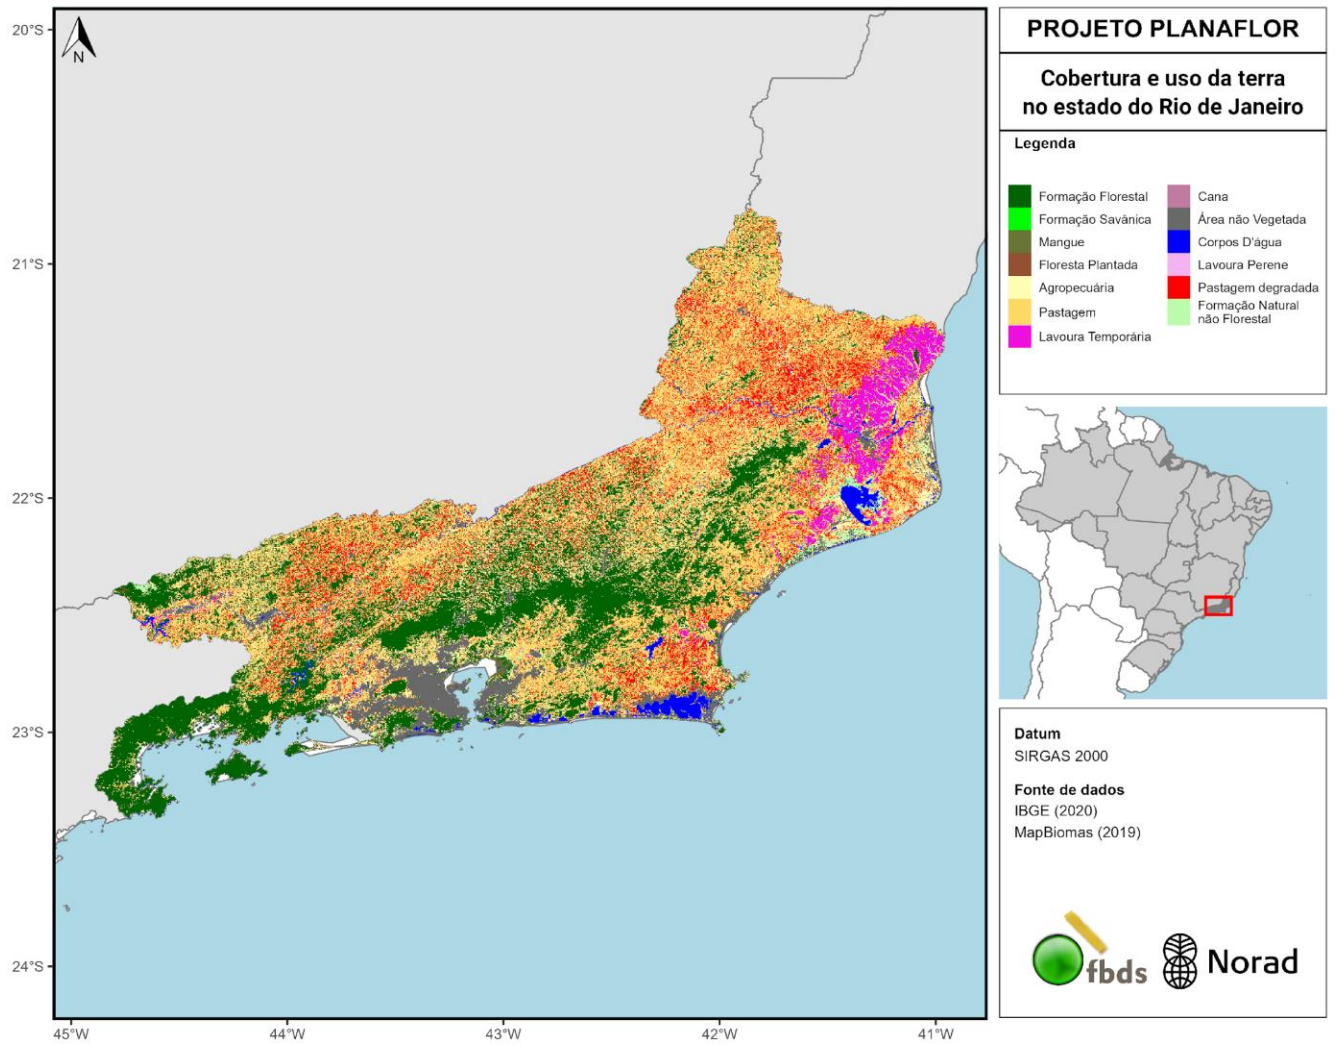 20°S
21°S
22°S
23°S
24°S
45°W
44°W
43°W
42°W
41°W
N
PROJETO PLANAFLOR
Cobertura e uso da terra
no estado do Rio de Janeiro
Legenda
Formação Florestal
Formação Savânica
Mangue
Floresta Plantada
Agropecuária
Pastagem
Lavoura Temporária
Cana
Área não Vegetada
Corpos D'água
Lavoura Perene
Pastagem degradada
Formação Natural
não Florestal
Datum
SIRGAS 2000
Fonte de dados
IBGE (2020)
MapBiomas (2019)
fbds
Norad